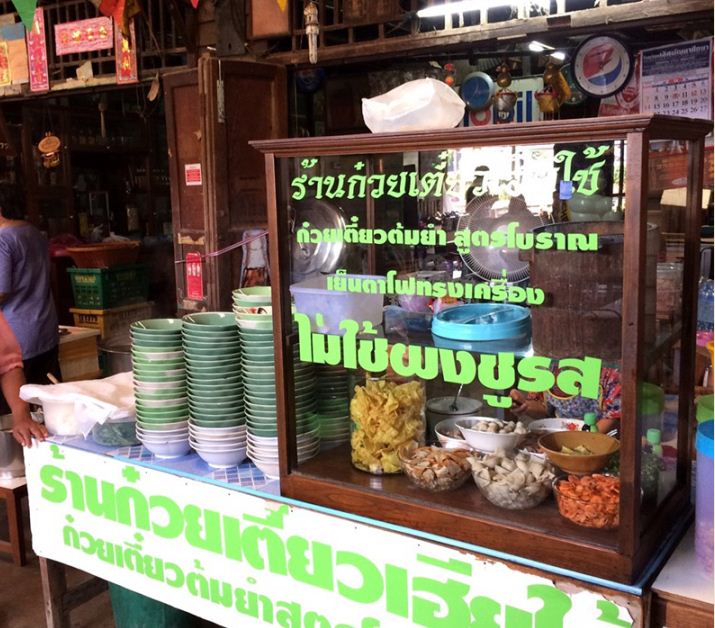 ร้านก๋วยเตี๋ยวเฮียใช้
ก๋วยเตี๋ยวต้มยำ สูตรโบราณ
เย็นตาโฟทรงเครื่อง
ไม่ใช้ผงชูรส
ร้านก๋วยเตี๋ยวเฮีย
ก๋วยเตี๋ยวต้มยำสูตร